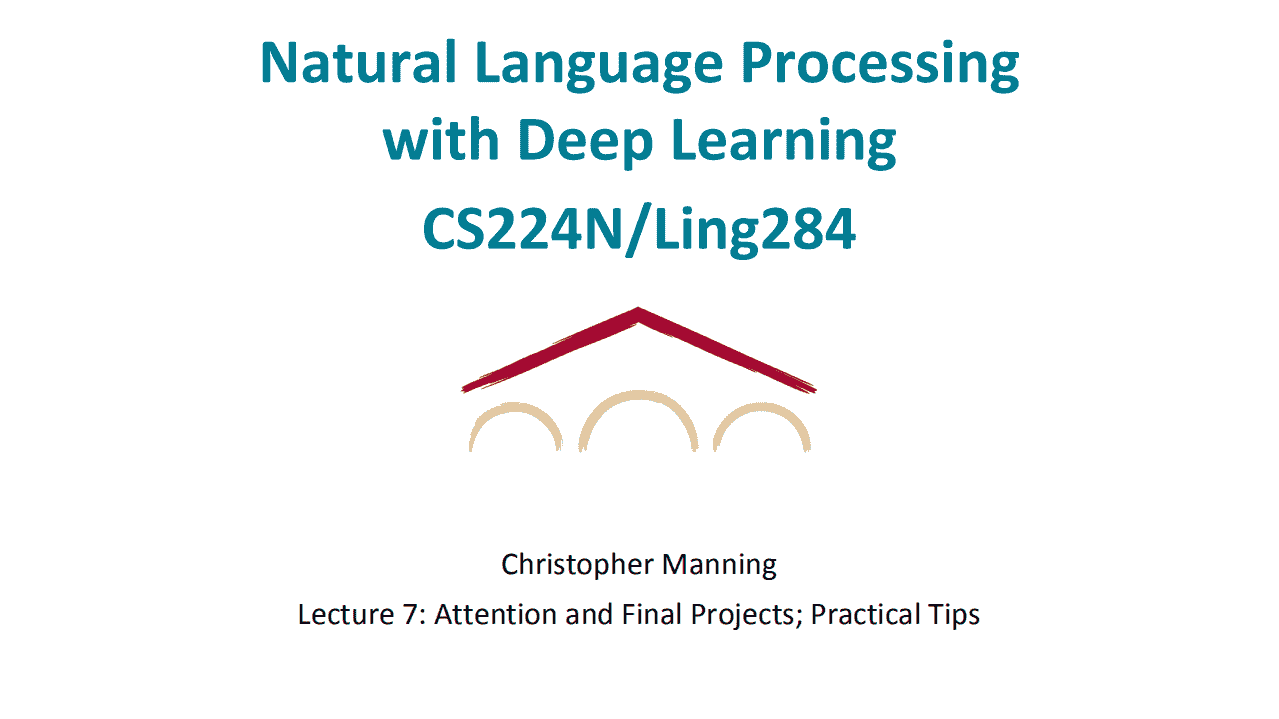 Natural Language Processing
with Deep Learning
CS224N/Ling284
Christopher Manning
Lecture 7: Attention and Final Projects; Practical Tips